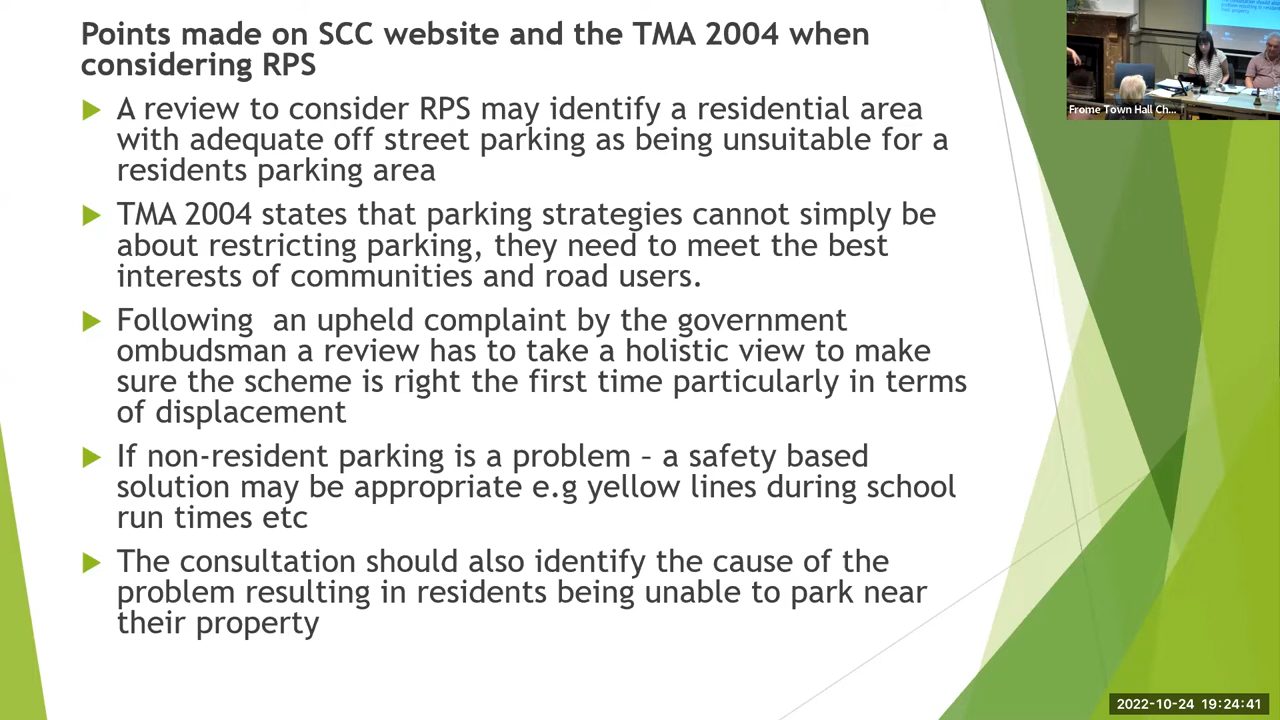 Points made on SCC website and the TMA 2004 when
considering RPS
A review to consider RPS may identify a residential area
with adequate off street parking as being unsuitable for a
residents parking area
TMA 2004 states that parking strategies cannot simply be
about restricting parking, they need to meet the best
interests of communities and road users.
Following  an upheld complaint by the government
ombudsman a review has to take a holistic view to make
sure the scheme is right the first time particularly in terms
of displacement
If non-resident parking is a problem – a safety based
solution may be appropriate e.g yellow lines during school
run times etc
The consultation should also identify the cause of the
problem resulting in residents being unable to park near
their property
Frome Town Hall Ch...
2022-10-24 19:24:41